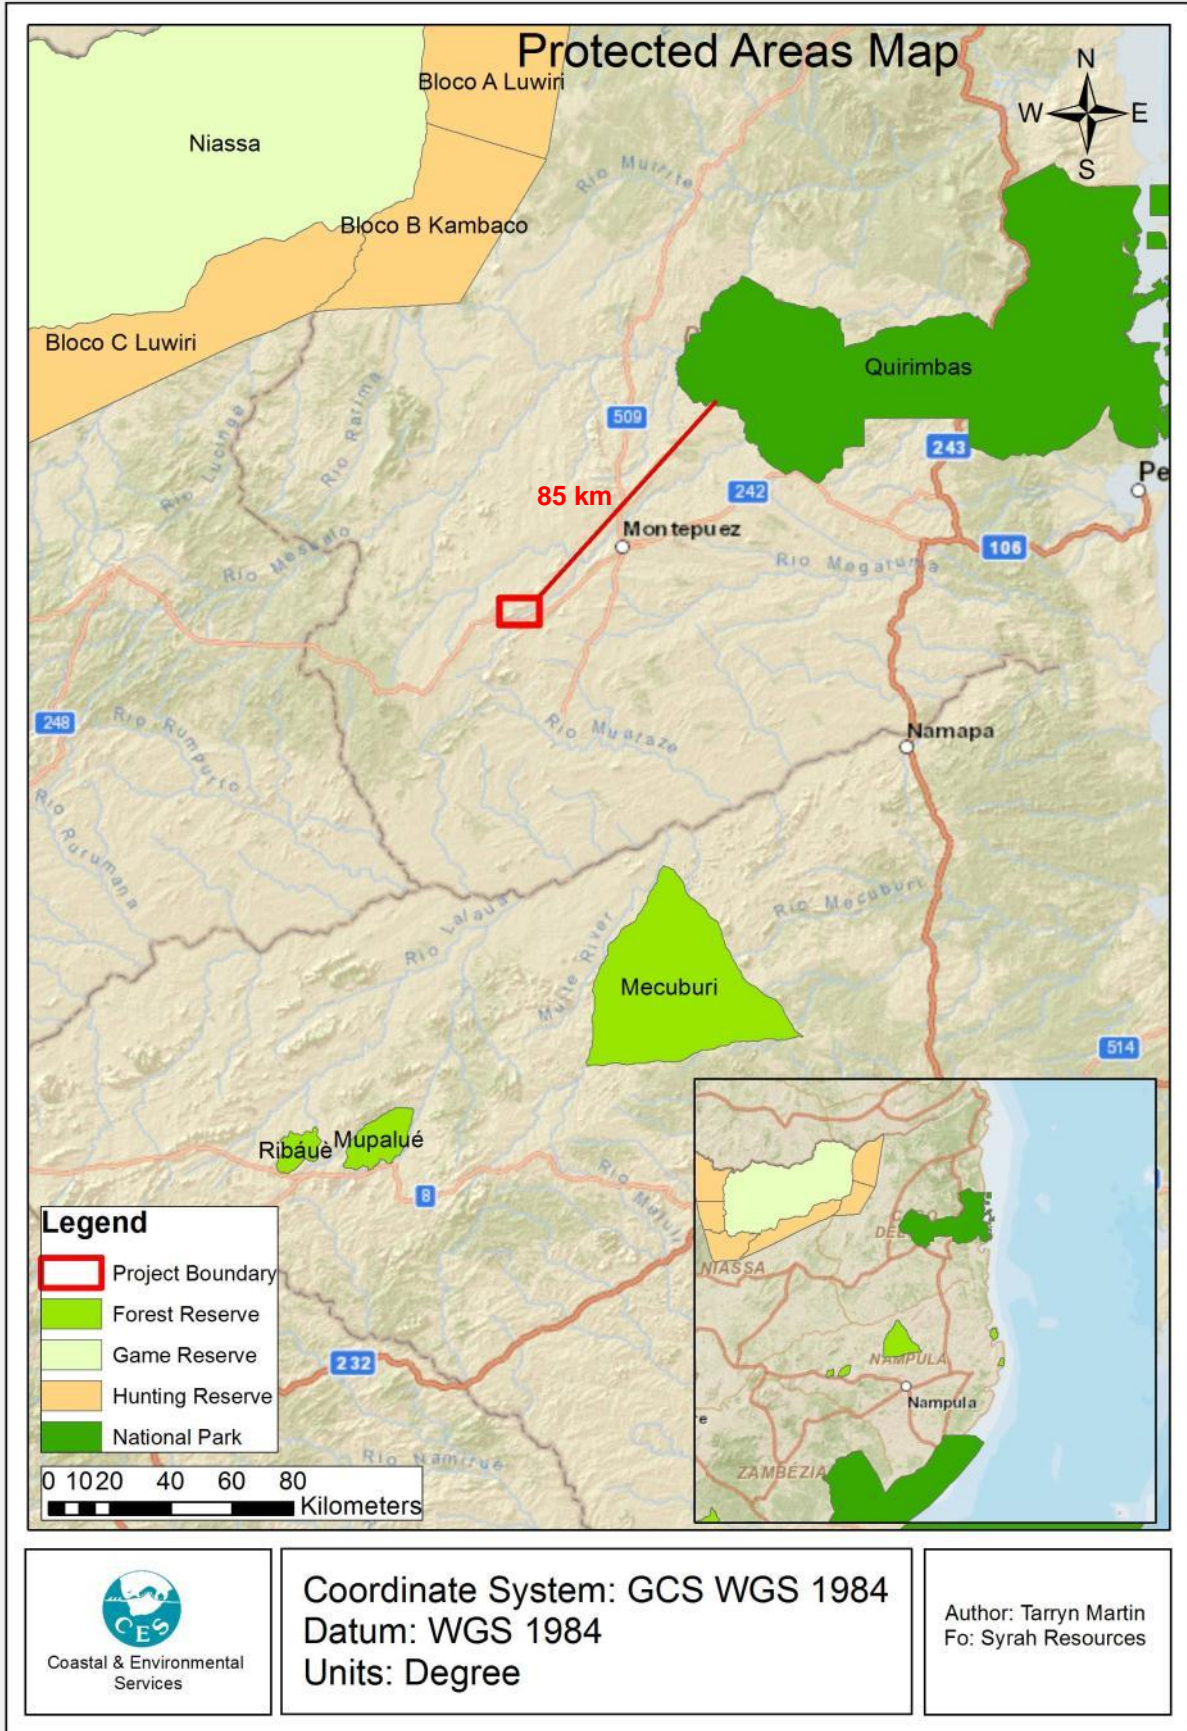 Protected Areas Map
N
W E
S
Bloco A Luwiri
Niassa
Rio Muirite
Bloco B Kambaco
Bloco C Luwiri
Quirimbas
Rio Ratima
Rio Lucinge
509
243
Pe
85 km
242
Montepuez
Rio Messalo
106
Rio Megaruma
248
Rio Rumputo
Rio Muaraze
Namapa
Rio Rurumana
Rio Mecuburi
Rio Lalaua
Mecuburi
514
Ribáuè
Mupalué
8
232
Legend
Project Boundary
Forest Reserve
Game Reserve
Hunting Reserve
National Park
0 10 20 40 60 80
Kilometers
NIASSA
NAMPULA
Nampula
ZAMBÉZIA
CES
Coastal & Environmental
Services
Coordinate System: GCS WGS 1984
Datum: WGS 1984
Units: Degree
Author: Tarryn Martin
Fo: Syrah Resources